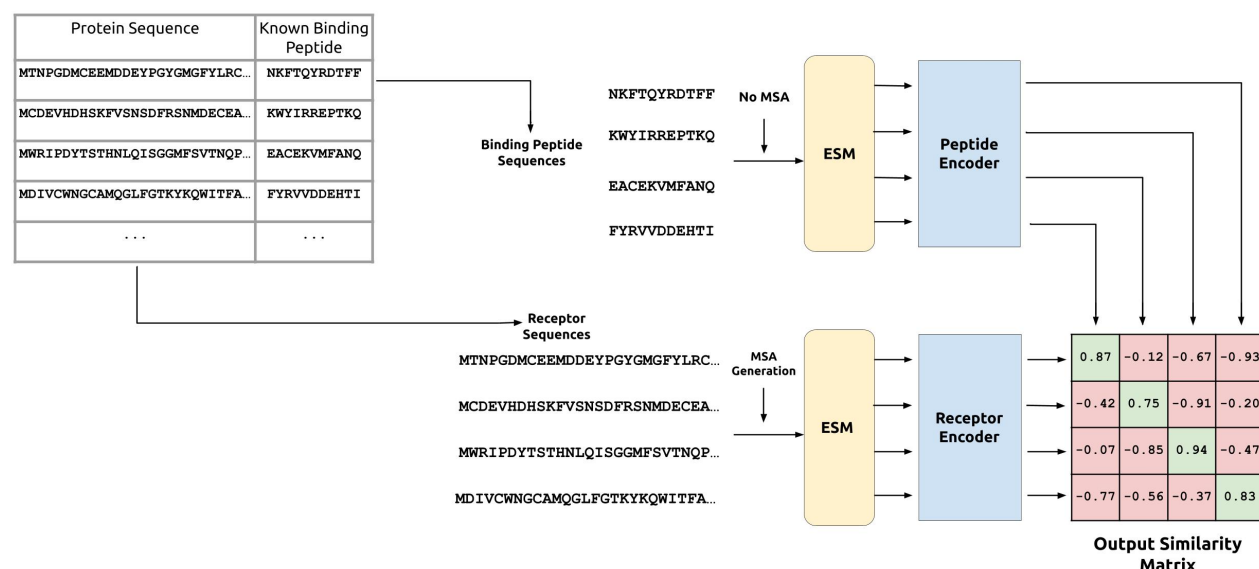 Protein Sequence
Known Binding
Peptide
MTNPGDMCEEMDDEYPGYGMGFYLRC...
NKFTQYRDTFF
MCDEVHDHSKFVSNSDFRSNMDECEA...
KWYIRREPTKQ
MWRIPDYTSTHNLQISGGMFSVTNQP...
EACEKVMFANQ
MDIVCWNGCAMQGLFGTKYKQWITFA...
FYRVVDDEHTI
...
...
Binding Peptide
Sequences
NKFTQYRDTFF
KWYIRREPTKQ
EACEKVMFANQ
FYRVVDDEHTI
No MSA
ESM
Peptide
Encoder
Receptor
Sequences
MTNPGDMCEEMDDEYPGYGMGFYLRC...
MCDEVHDHSKFVSNSDFRSNMDECEA...
MWRIPDYTSTHNLQISGGMFSVTNQP...
MDIVCWNGCAMQGLFGTKYKQWITFA...
MSA
Generation
ESM
Receptor
Encoder
0.87 -0.12 -0.67 -0.93
-0.42 0.75 -0.91 -0.20
-0.07 -0.85 0.94 -0.47
-0.77 -0.56 -0.37 0.83
Output Similarity
Matrix